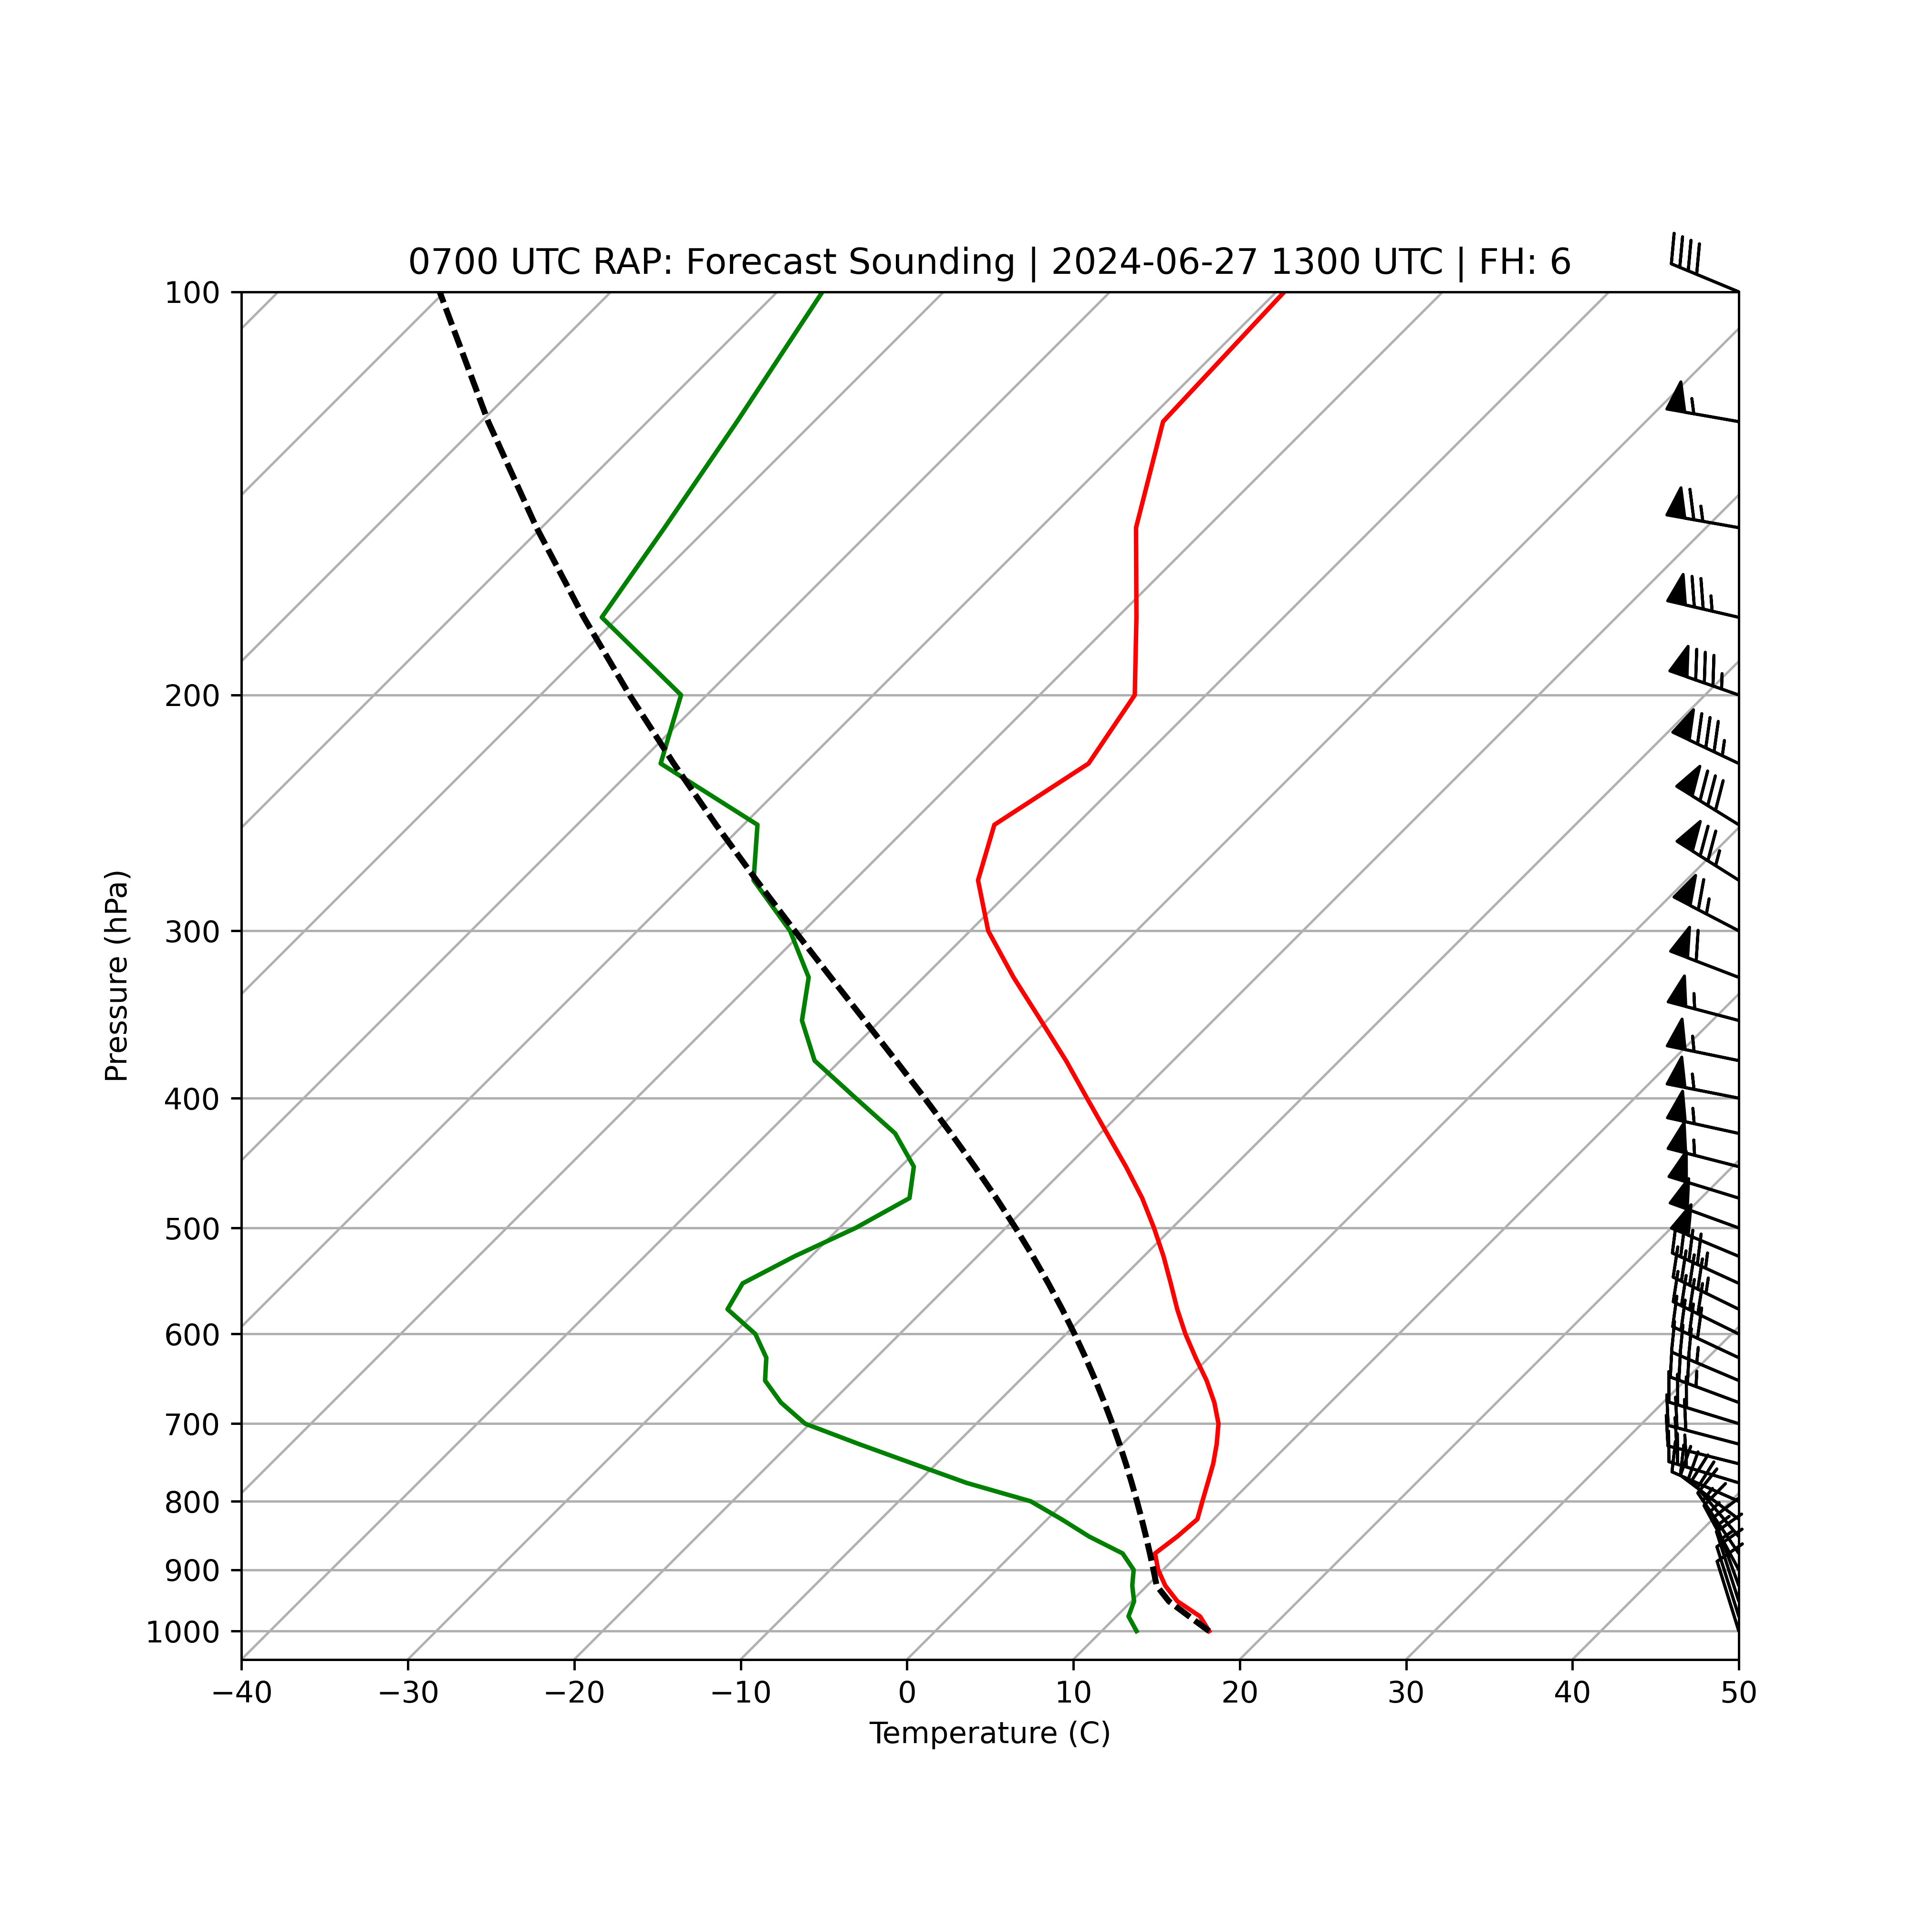 0700 UTC RAP: Forecast Sounding | 2024-06-27 1300 UTC | FH: 6
Pressure (hPa)
100
200
300
400
500
600
700
800
900
1000
−40 −30 −20 −10 0 10 20 30 40 50
Temperature (C)